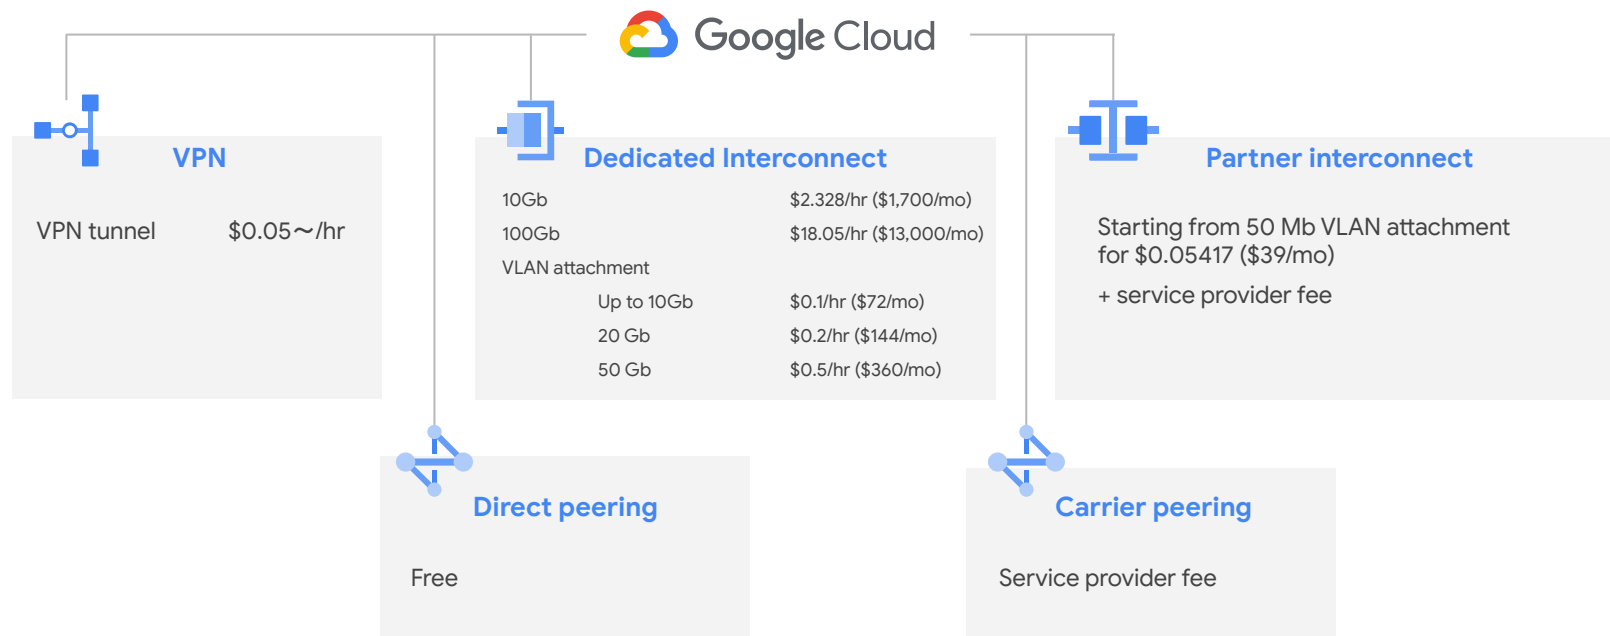 Google Cloud
VPN
VPN tunnel $0.05～/hr
Dedicated Interconnect
10Gb $2.328/hr ($1,700/mo)
100Gb $18.05/hr ($13,000/mo)
VLAN attachment
Up to 10Gb $0.1/hr ($72/mo)
20 Gb $0.2/hr ($144/mo)
50 Gb $0.5/hr ($360/mo)
Partner interconnect
Starting from 50 Mb VLAN attachment
for $0.05417 ($39/mo)
+ service provider fee
Direct peering
Free
Carrier peering
Service provider fee